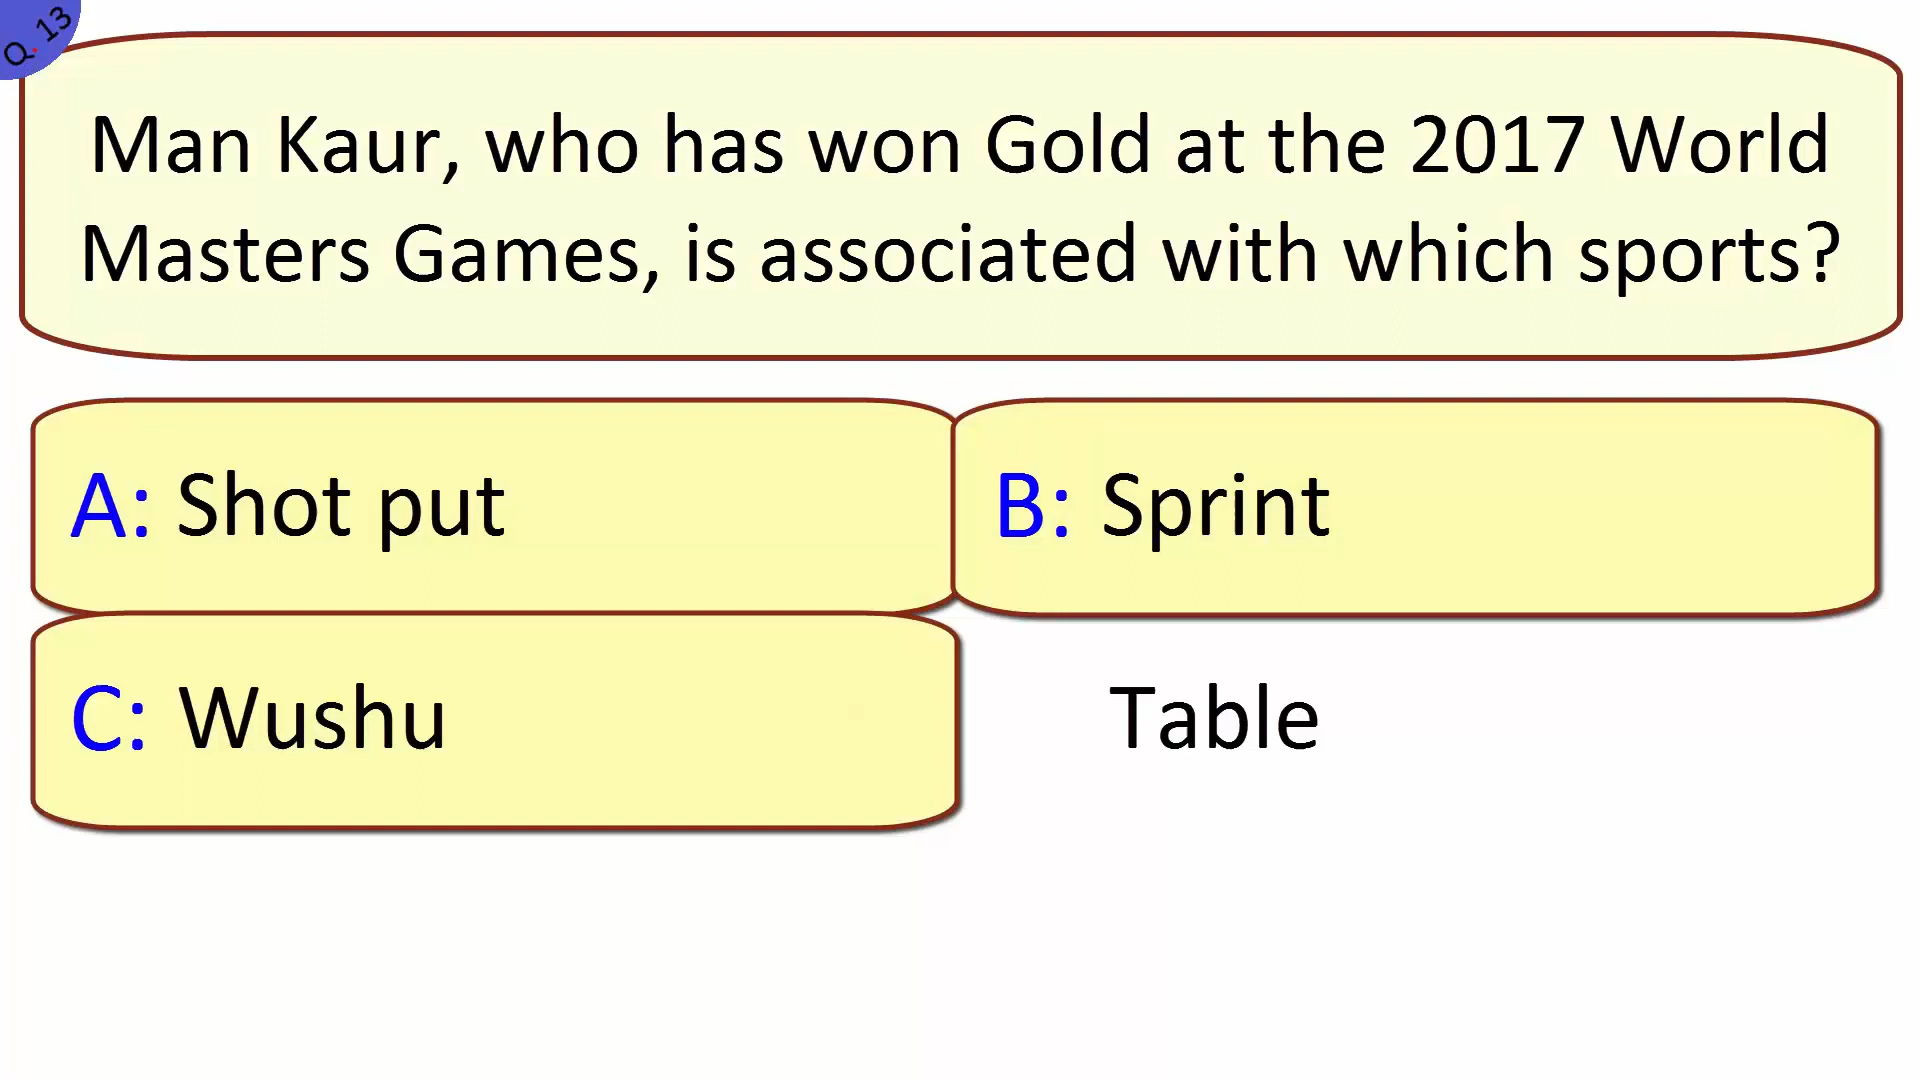 Q. 13
Man Kaur, who has won Gold at the 2017 World
Masters Games, is associated with which sports?
A: Shot put
B: Sprint
C: Wushu
Table